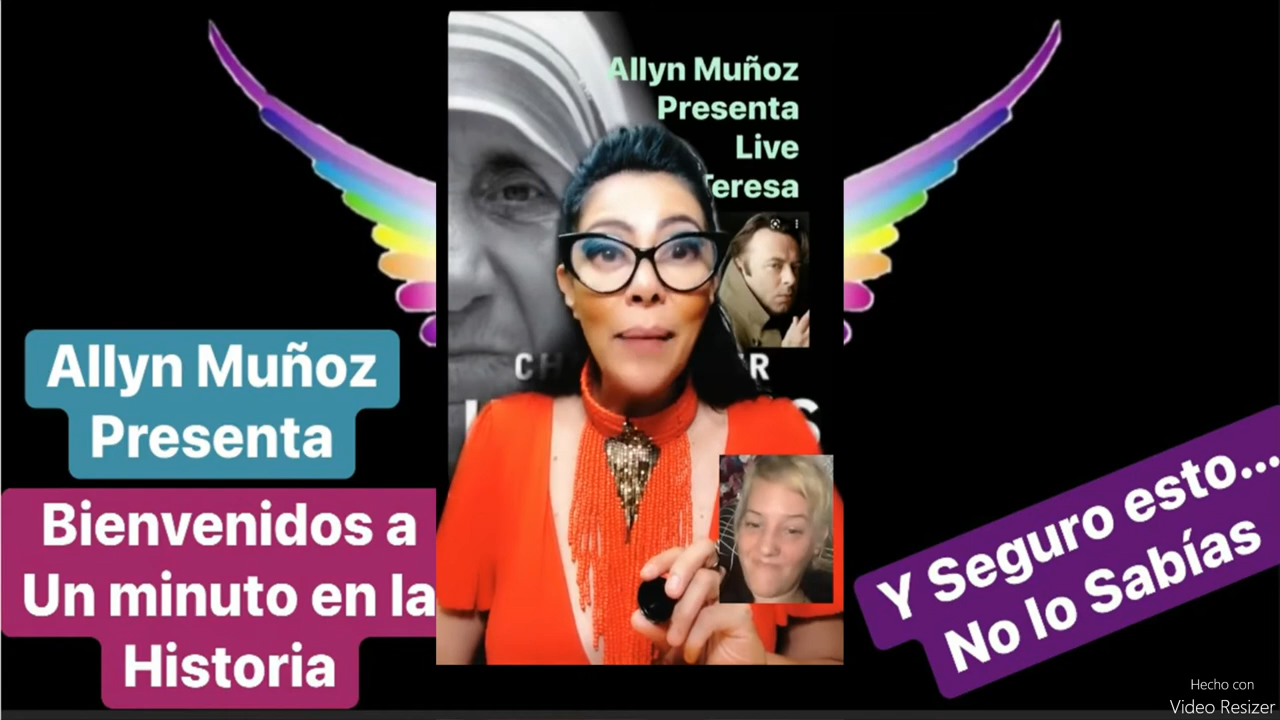 Allyn Muñoz
Presenta
Live
Teresa
Allyn Muñoz
Presenta
Bienvenidos a
Un minuto en la
Historia
Y Seguro esto...
No lo Sabías
Hecho con
Video Resizer